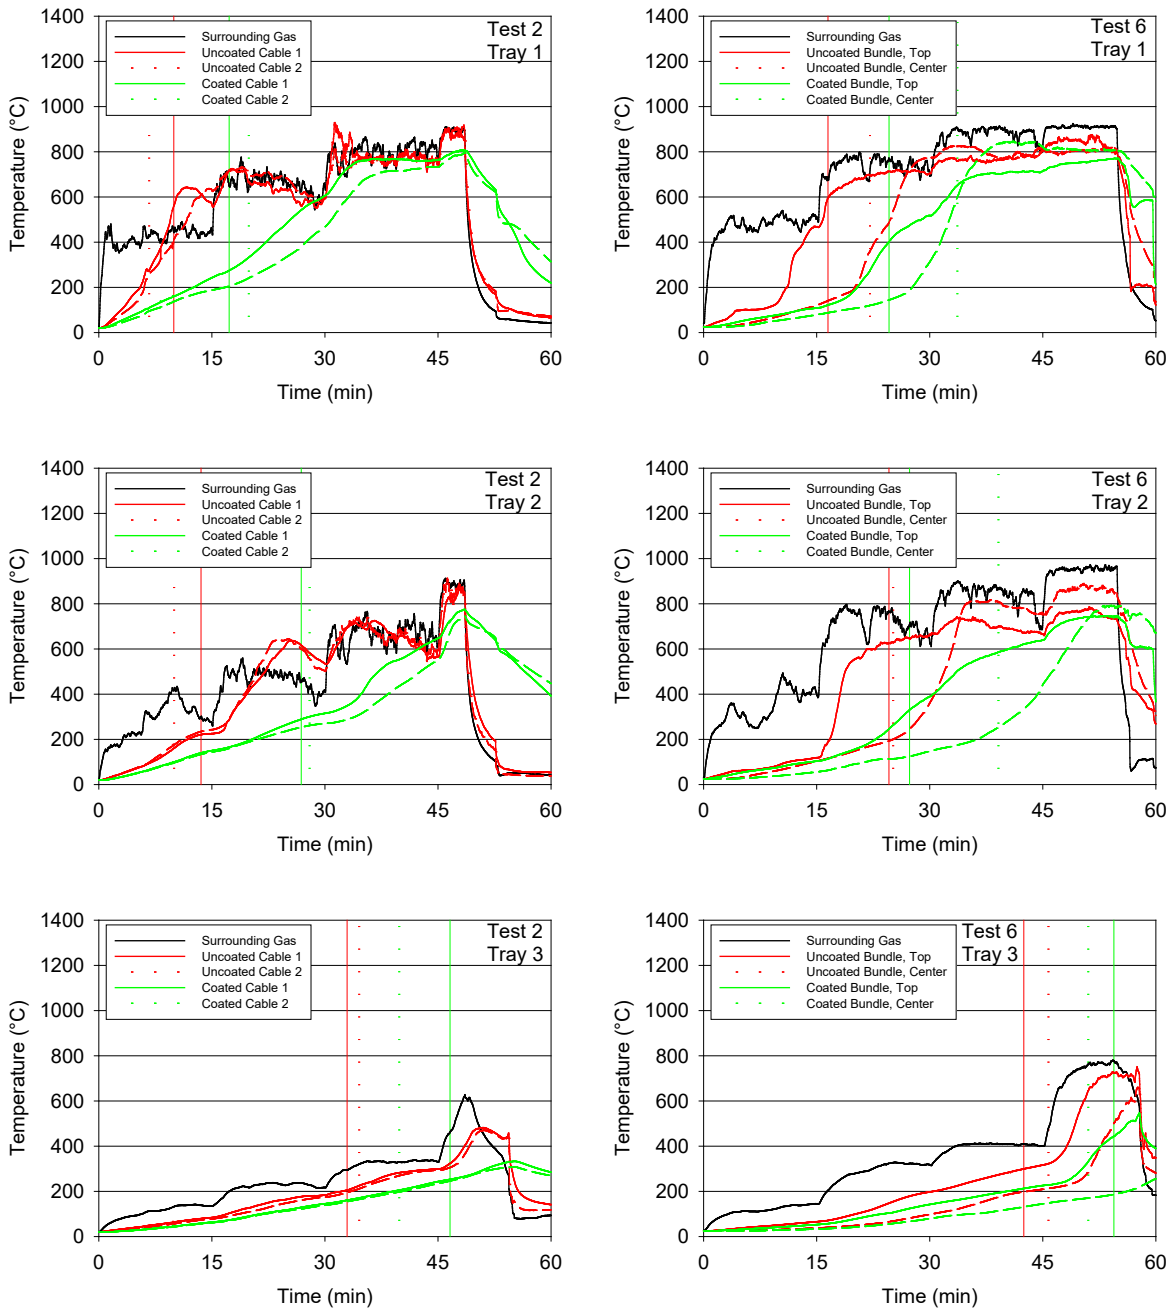 Test 2
Tray 1
Surrounding Gas
Uncoated Cable 1
Uncoated Cable 2
Coated Cable 1
Coated Cable 2
Temperature (°C)
1400
1200
1000
800
600
400
200
0
0 15 30 45 60
Time (min)
Test 6
Tray 1
Surrounding Gas
Uncoated Bundle, Top
Uncoated Bundle, Center
Coated Bundle, Top
Coated Bundle, Center
Temperature (°C)
1400
1200
1000
800
600
400
200
0
0 15 30 45 60
Time (min)
Test 2
Tray 2
Surrounding Gas
Uncoated Cable 1
Uncoated Cable 2
Coated Cable 1
Coated Cable 2
Temperature (°C)
1400
1200
1000
800
600
400
200
0
0 15 30 45 60
Time (min)
Test 6
Tray 2
Surrounding Gas
Uncoated Bundle, Top
Uncoated Bundle, Center
Coated Bundle, Top
Coated Bundle, Center
Temperature (°C)
1400
1200
1000
800
600
400
200
0
0 15 30 45 60
Time (min)
Test 2
Tray 3
Surrounding Gas
Uncoated Cable 1
Uncoated Cable 2
Coated Cable 1
Coated Cable 2
Temperature (°C)
1400
1200
1000
800
600
400
200
0
0 15 30 45 60
Time (min)
Test 6
Tray 3
Surrounding Gas
Uncoated Bundle, Top
Uncoated Bundle, Center
Coated Bundle, Top
Coated Bundle, Center
Temperature (°C)
1400
1200
1000
800
600
400
200
0
0 15 30 45 60
Time (min)